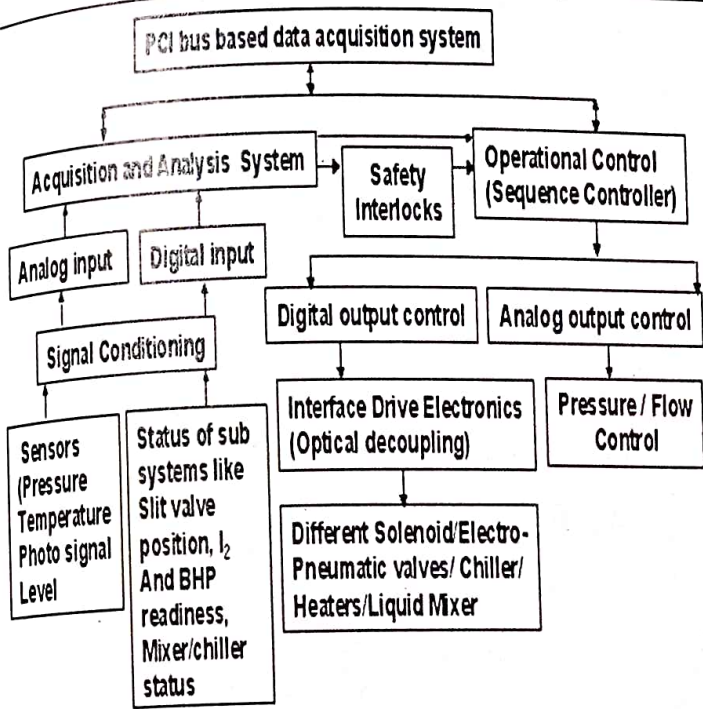 PCI bus based data acquisition system
Acquisition and Analysis System
Safety
Interlocks
Operational Control
(Sequence Controller)
Analog input
Digital input
Signal Conditioning
Digital output control
Analog output control
Sensors
(Pressure
Temperature
Photo signal
Level
Status of sub
systems like
Slit valve
position, I₂
And BHP
readiness,
Mixer/chiller
status
Interface Drive Electronics
(Optical decoupling)
Pressure / Flow
Control
Different Solenoid/Electro-
Pneumatic valves/ Chiller/
Heaters/Liquid Mixer